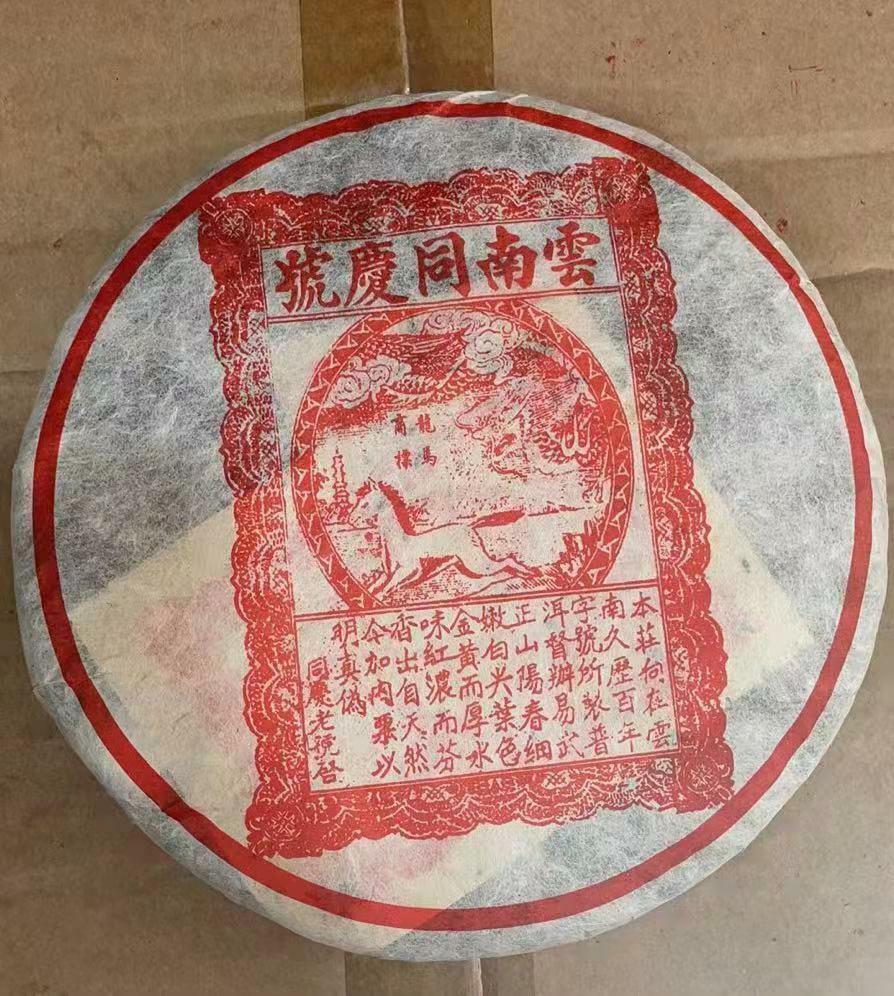 雲南同慶號
龍馬
商標
本莊向在雲
南久歷百年
字號所製普
洱督辦易武
正山陽春細
嫩白尖葉色
金黃而厚水
味紅濃而芬
香出自天然
今加內票以
明真偽
同慶老號啓